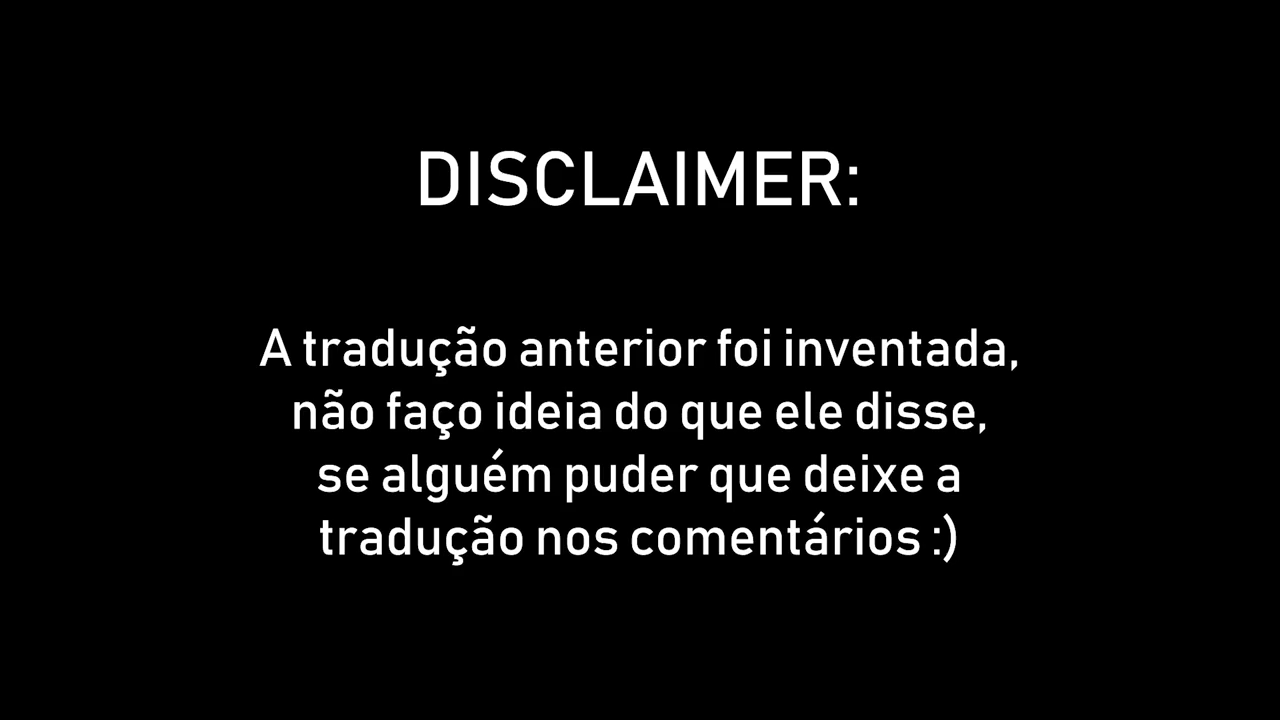 DISCLAIMER:
A tradução anterior foi inventada,
não faço ideia do que ele disse,
se alguém puder que deixe a
tradução nos comentários :)